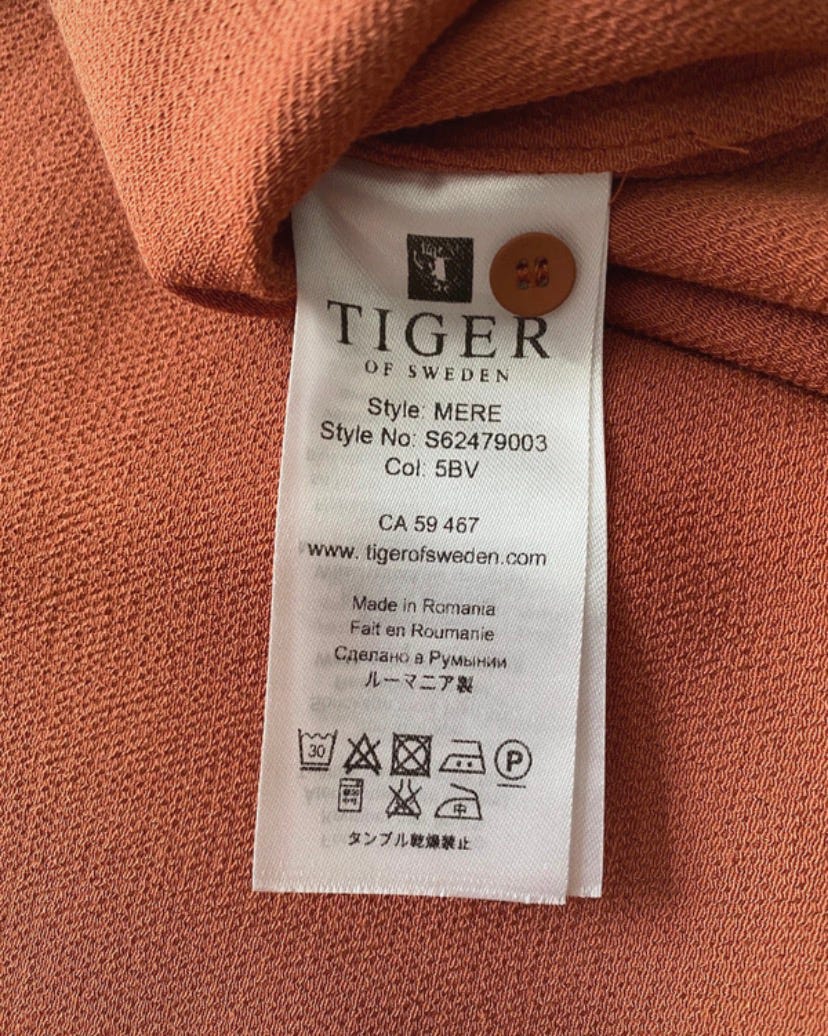 TIGER
OF SWEDEN
Style: MERE
Style No: S62479003
Col: 5BV
CA 59 467
www. tigerofsweden.com
Made in Romania
Fait en Roumanie
Сделано в Румынии
ルーマニア製
30
P
中
タンブル乾燥禁止